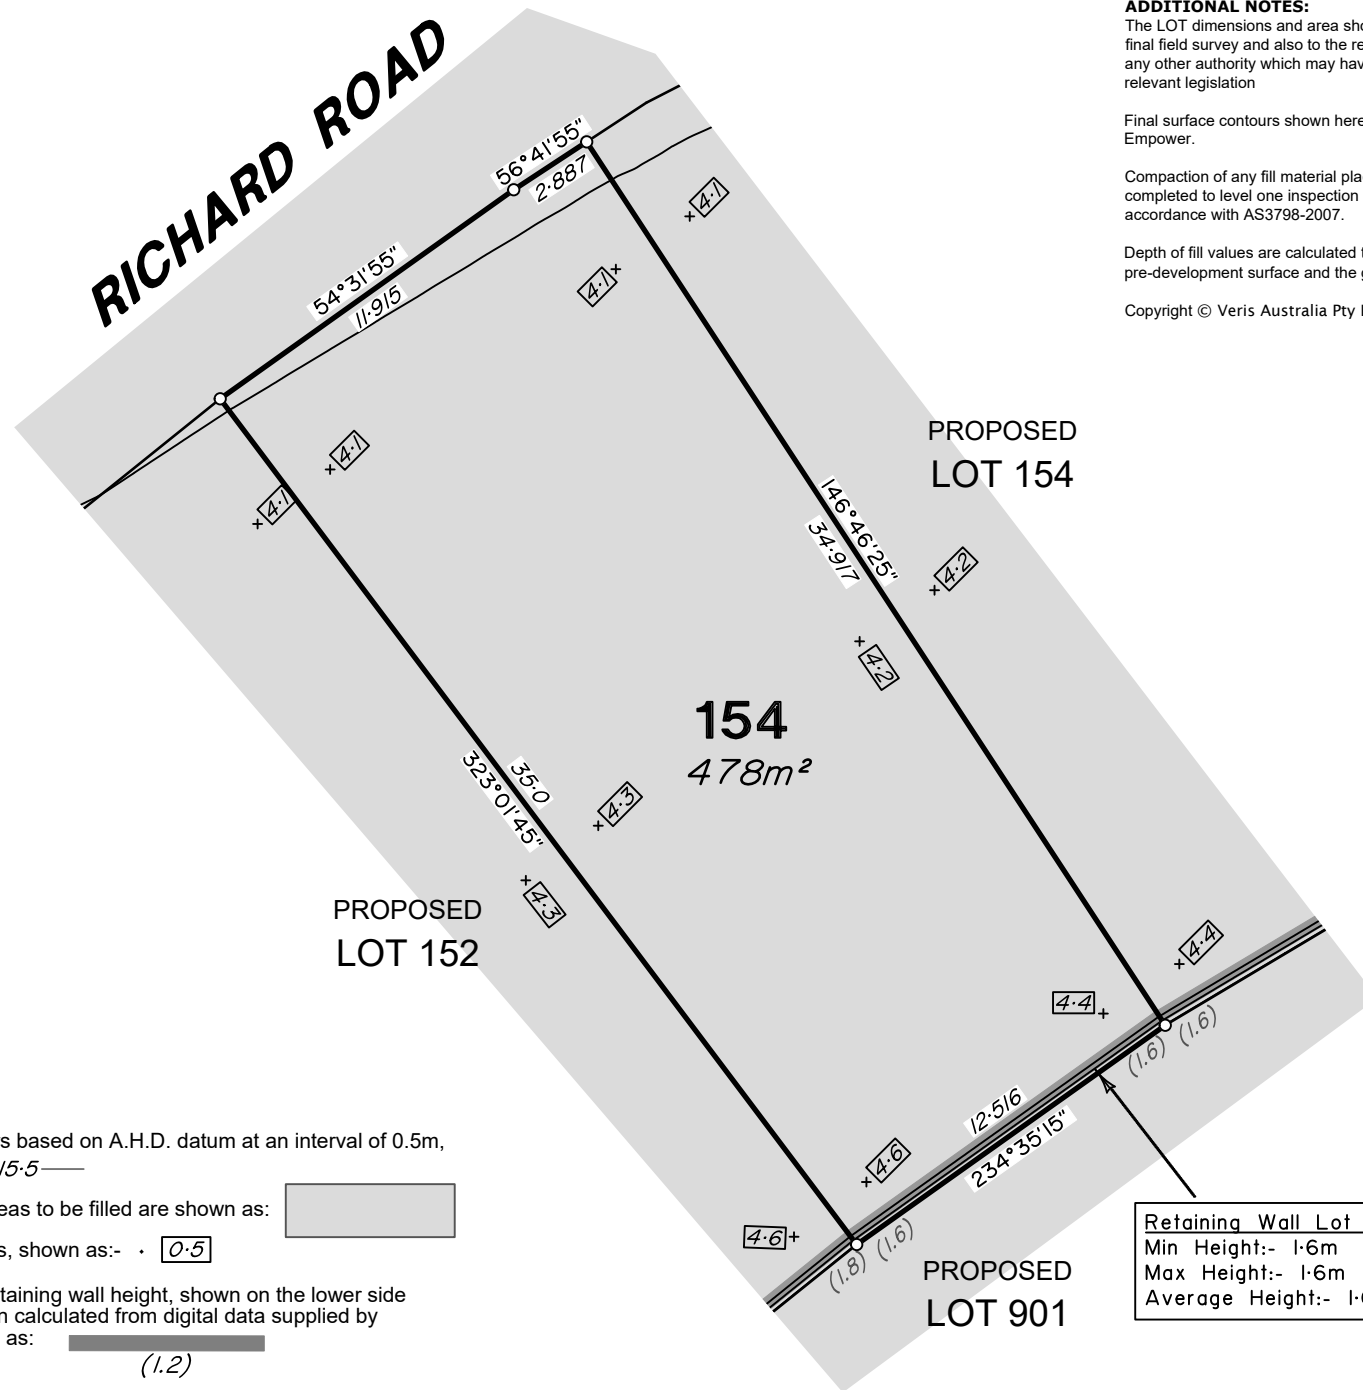 ADDITIONAL NOTES:
The LOT dimensions and area
final field survey and also to the
any other authority which may
relevant legislation
Final surface contours shown
Empower.
Compaction of any fill material
completed to level one inspection
accordance with AS3798-2007.
Depth of fill values are calculated
pre-development surface and the
Copyright © Veris Australia Pty
RICHARD ROAD
56°41'55"
2·887
54°31'55"
11·915
4·1
4·1
4·1
4·1
PROPOSED
LOT 154
146°46'25"
34·917
4·2
4·2
154
478m²
35·0
323°01'45"
4·3
4·3
PROPOSED
LOT 152
4·4
4·4
(1.6) (1.6)
12·516
234°35'15"
4·6
4·6
(1.8) (1.6)
PROPOSED
LOT 901
Retaining Wall Lot
Min Height:- 1·6m
Max Height:- 1·6m
Average Height:-
based on A.H.D. datum at an interval of 0.5m,
15·5
to be filled are shown as:
shown as:- · 0·5
retaining wall height, shown on the lower side
calculated from digital data supplied by
as:
(1.2)